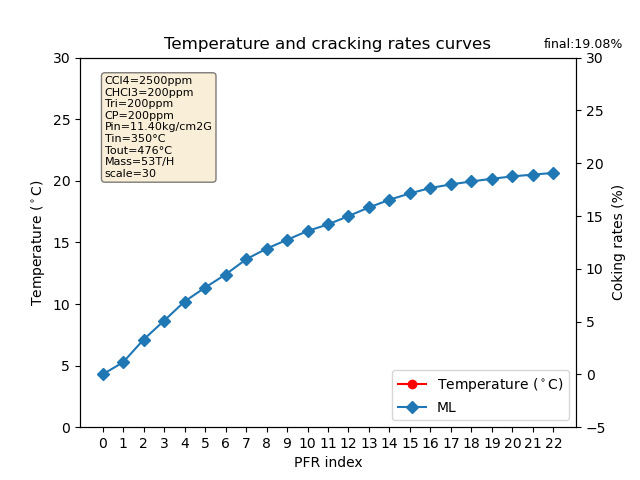 Temperature and cracking rates curves
final:19.08%
CCl4=2500ppm
CHCl3=200ppm
Tri=200ppm
CP=200ppm
Pin=11.40kg/cm2G
Tin=350°C
Tout=476°C
Mass=53T/H
scale=30
30
25
20
15
10
5
0
Temperature (°C)
30
25
20
15
10
5
0
−5
Coking rates (%)
Temperature (°C)
ML
0 1 2 3 4 5 6 7 8 9 10 11 12 13 14 15 16 17 18 19 20 21 22
PFR index